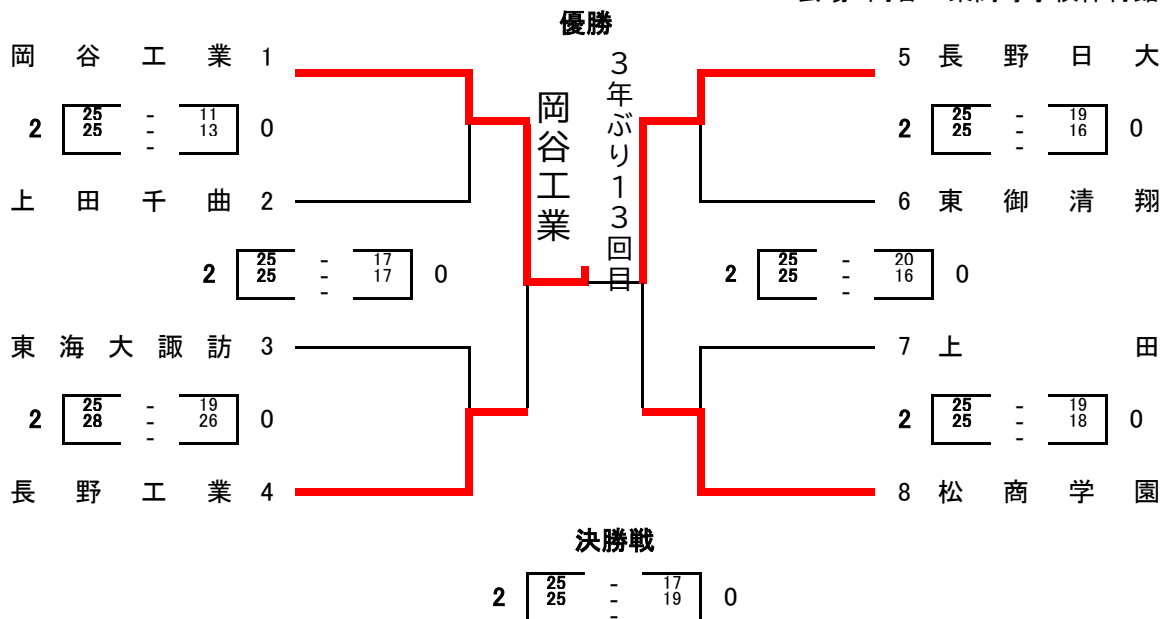 優勝
岡谷工業 1
5 長野日大
岡谷工業
3年ぶり13回目
2 25 - 11 0
25 - 13
-
2 25 - 19 0
25 - 16
-
上田千曲 2
6 東御清翔
2 25 - 17 0
25 - 17
-
2 25 - 20 0
25 - 16
-
東海大諏訪 3
7 上田
2 25 - 19 0
28 - 26
-
2 25 - 19 0
25 - 18
-
長野工業 4
8 松商学園
決勝戦
2 25 - 17 0
25 - 19
-